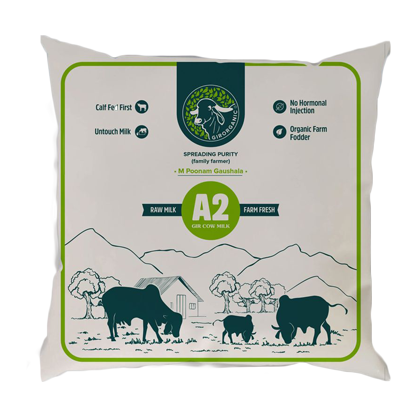 GIRORGANIC
Calf Fed First
No Hormonal
Injection
Untouch Milk
Organic Farm
Fodder
SPREADING PURITY
(family farmer)
• M Poonam Gaushala •
RAW MILK
A2
GIR COW MILK
FARM FRESH